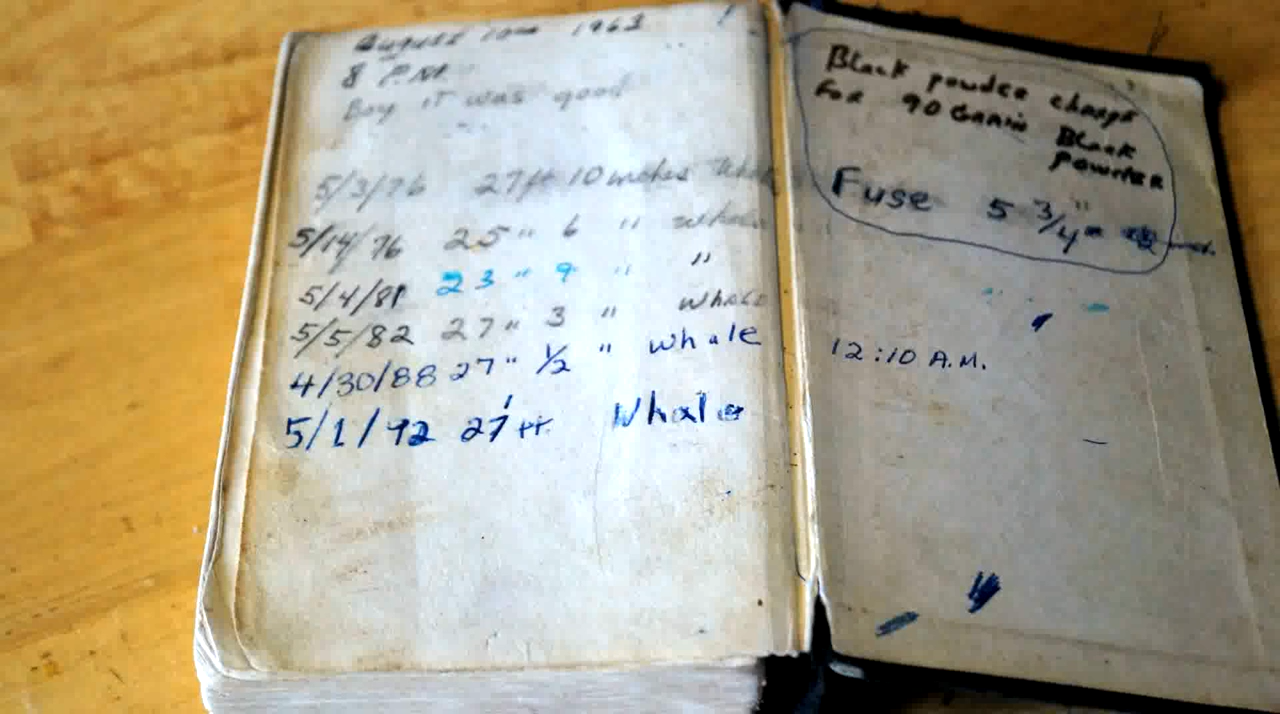 August 10th 1963
8 P.M.
Boy it was good
5/3/76 27 ft 10 inches Whale
5/14/76 25 " 6 " whale
5/4/81 23 " 9 " "
5/5/82 27 " 3 " whale
4/30/88 27 " 1/2 " whale
5/1/92 27 ft Whale
Black powder charge
For 90 Grain Black
Powder
Fuse 5 3/4"
12:10 A.M.